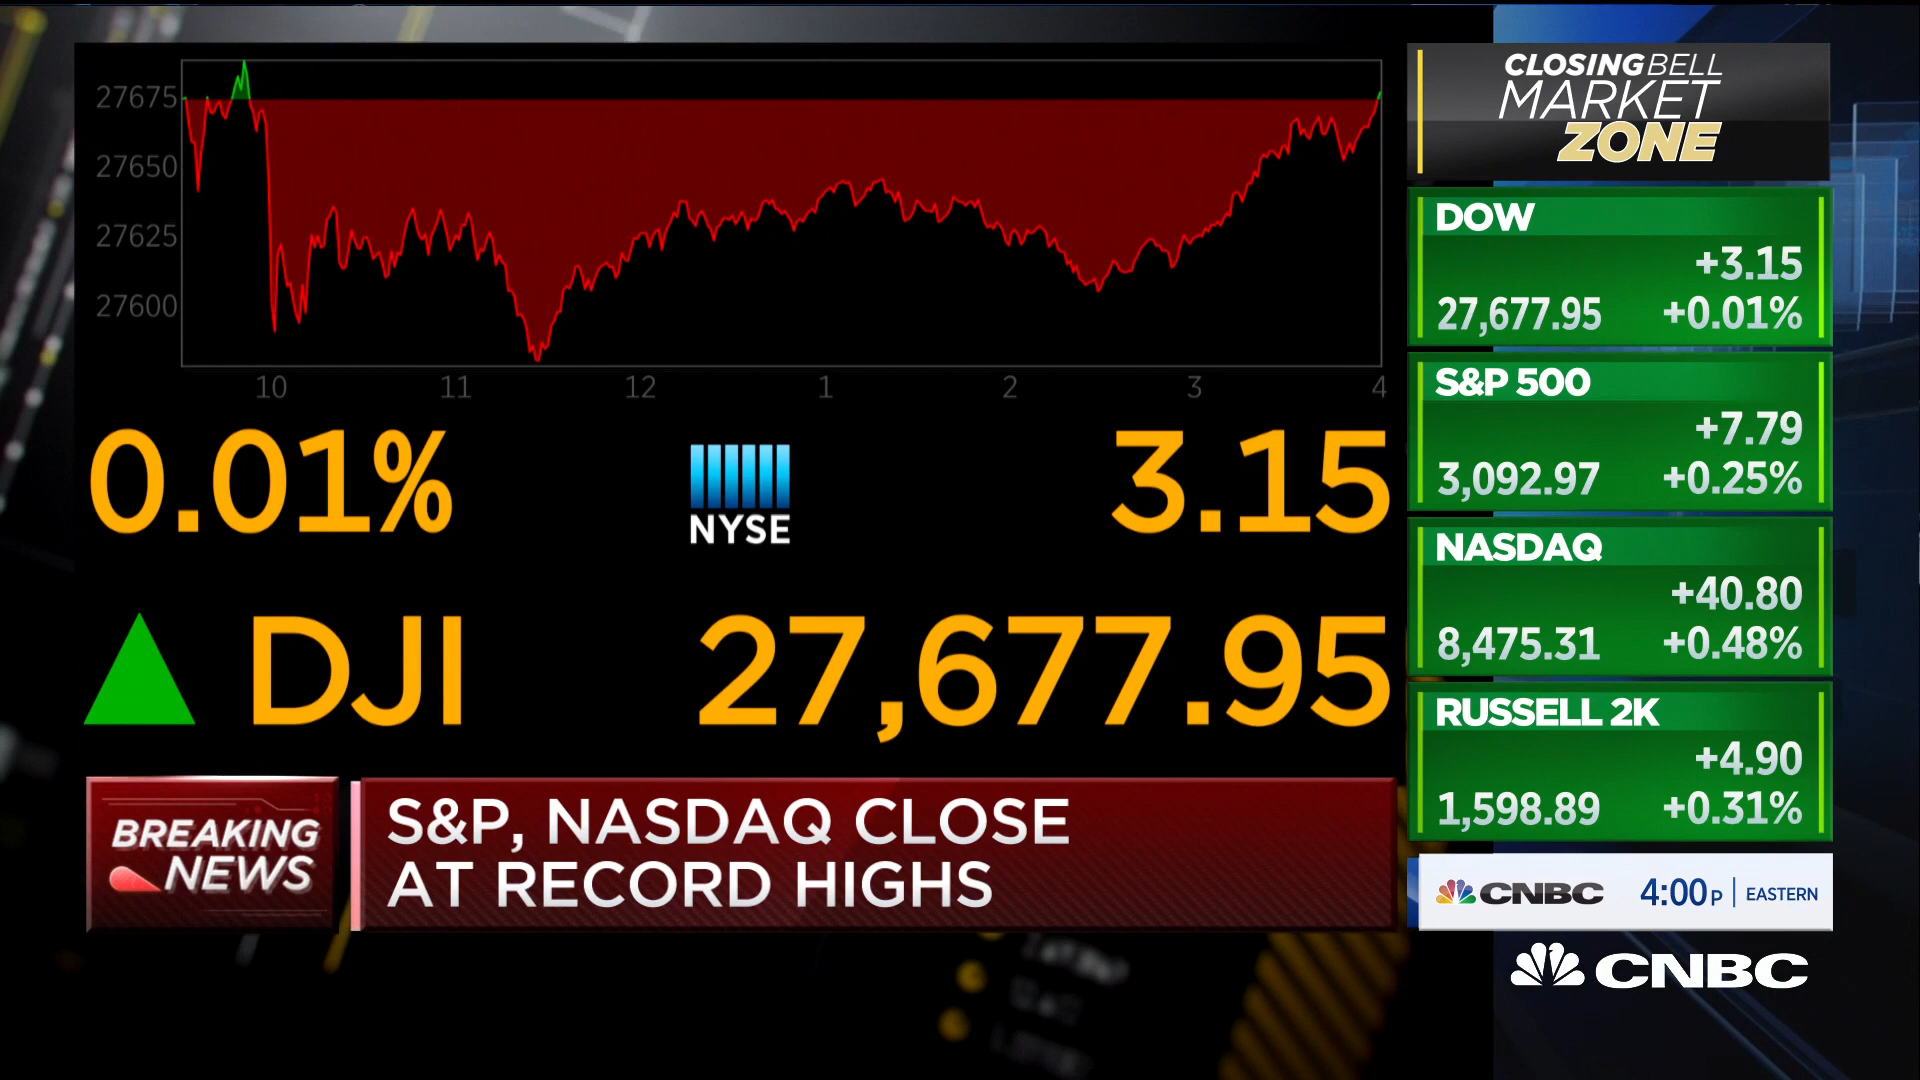 27675
27650
27625
27600
10 11 12 1 2 3 4
0.01%
NYSE
3.15
DJI
27,677.95
BREAKING
NEWS
S&P, NASDAQ CLOSE
AT RECORD HIGHS
CLOSING BELL
MARKET
ZONE
DOW
+3.15
27,677.95 +0.01%
S&P 500
+7.79
3,092.97 +0.25%
NASDAQ
+40.80
8,475.31 +0.48%
RUSSELL 2K
+4.90
1,598.89 +0.31%
CNBC 4:00P EASTERN
CNBC